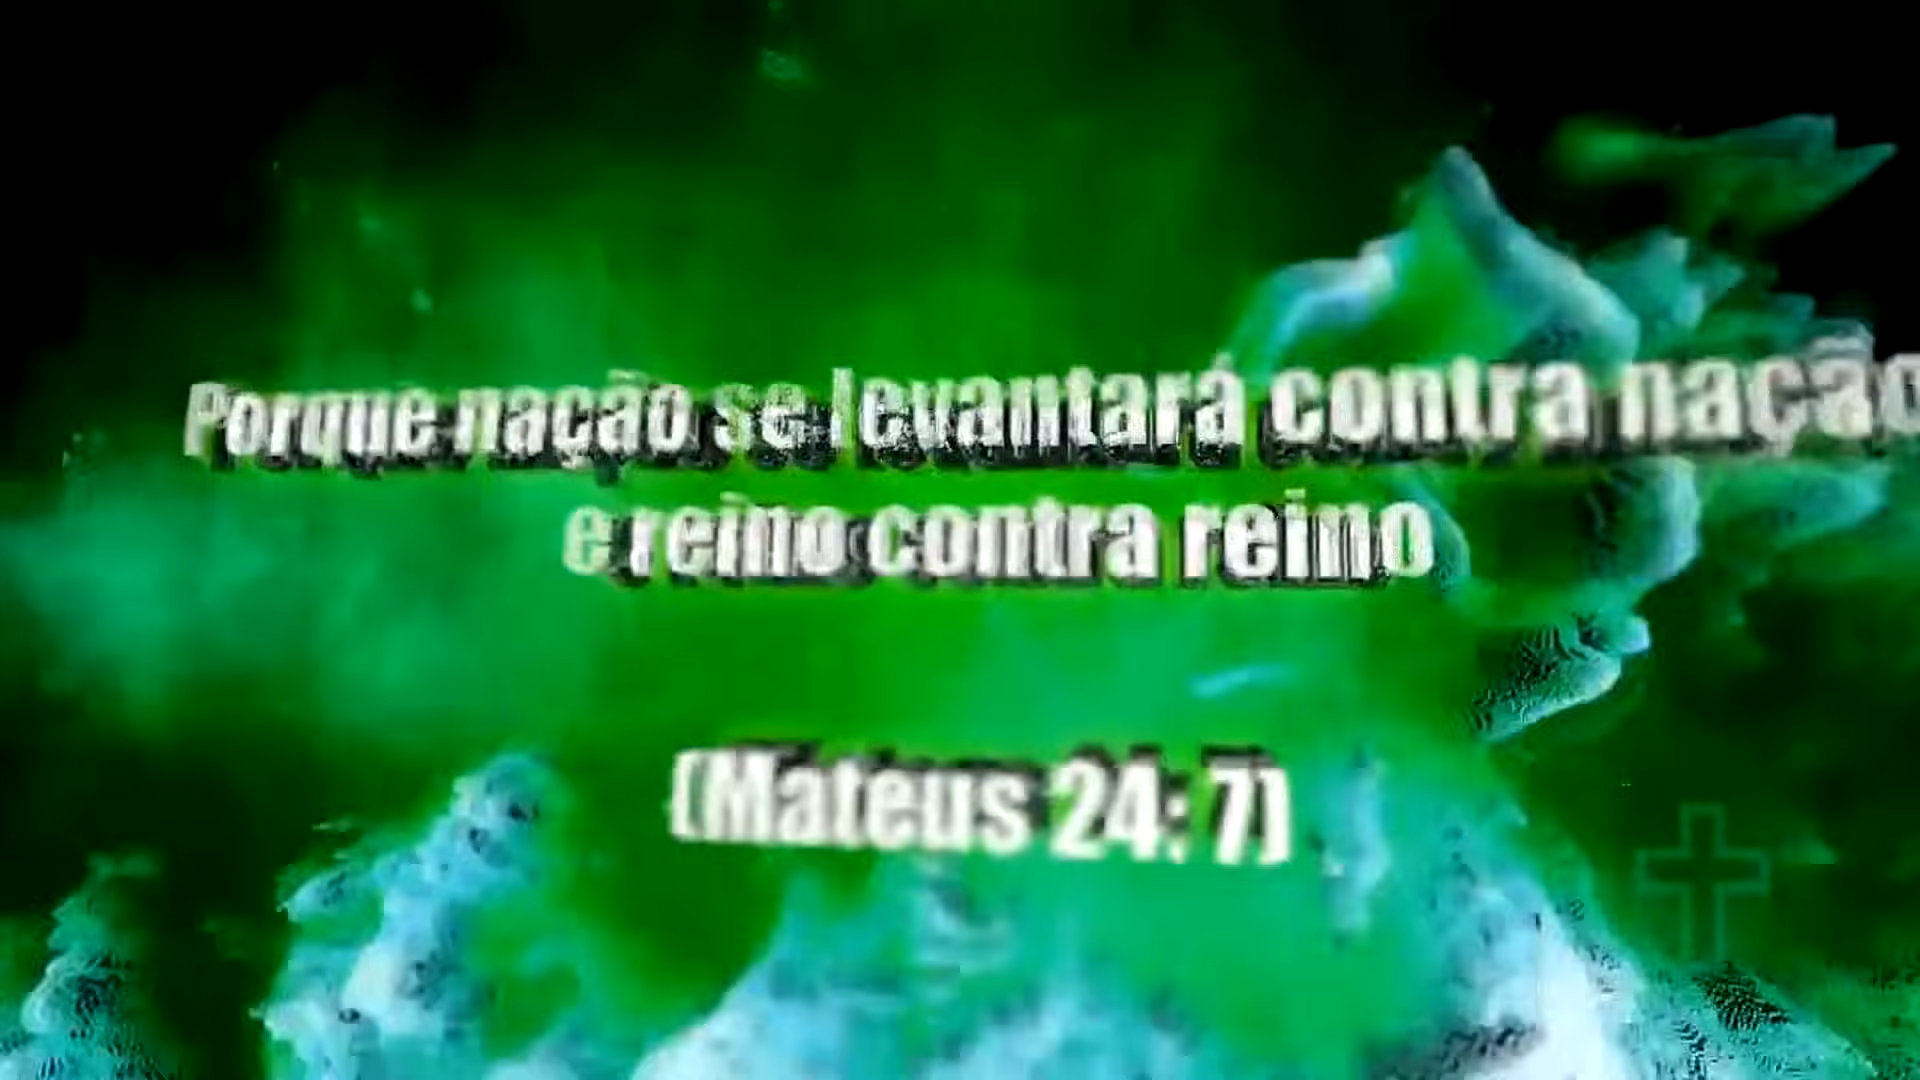 Porque nação se levantará contra nação
e reino contra reino
(Mateus 24: 7)